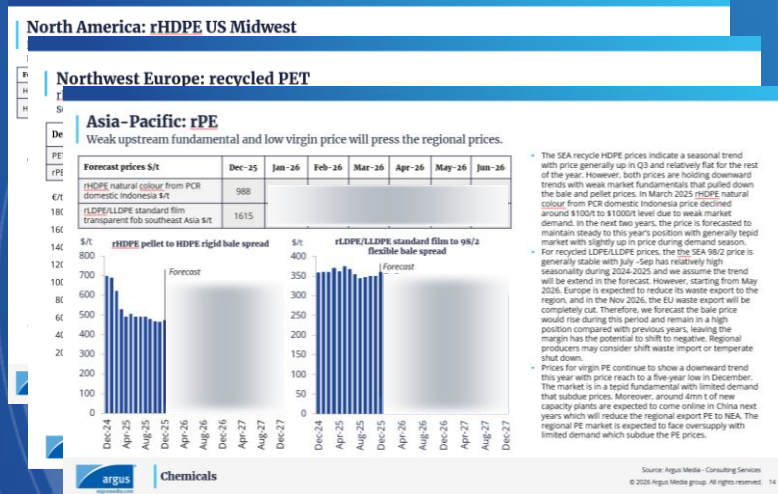 North America: rHDPE US Midwest
Northwest Europe: recycled PET
Asia-Pacific: rPE
Weak upstream fundamental and low virgin price will press the regional prices.
Forecast prices $/t Dec-25 Jan-26 Feb-26 Mar-26 Apr-26 May-26 Jun-26
rHDPE natural colour from PCR
domestic Indonesia $/t
988
rLDPE/LLDPE standard film
transparent fob southeast Asia $/t
1615
$/t rHDPE pellet to HDPE rigid bale spread
Forecast
800
700
600
500
400
300
200
100
0
Dec-24 Apr-25 Aug-25 Dec-25 Apr-26 Aug-26 Dec-26 Apr-27 Aug-27 Dec-27
$/t rLDPE/LLDPE standard film to 98/2
flexible bale spread
Forecast
400
350
300
250
200
150
100
50
0
Dec-24 Apr-25 Aug-25 Dec-25 Apr-26 Aug-26 Dec-26 Apr-27 Aug-27 Dec-27
• The SEA recycle HDPE prices indicate a seasonal trend
with price generally up in Q3 and relatively flat for the rest
of the year. However, both prices are holding downward
trends with weak market fundamentals that pulled down
the bale and pellet prices. In March 2025 rHDPE natural
colour from PCR domestic Indonesia price declined
around $100/t to $1000/t level due to weak market
demand. In the next two years, the price is forecasted to
maintain steady to this year's position with generally tepid
market with slightly up in price during demand season.
• For recycled LDPE/LLDPE prices, the the SEA 98/2 price is
generally stable with July –Sep has relatively high
seasonality during 2024-2025 and we assume the trend
will be extend in the forecast. However, starting from May
2026, Europe is expected to reduce its waste export to the
region, and in the Nov 2026, the EU waste export will be
completely cut. Therefore, we forecast the bale price
would rise during this period and remain in a high
position compared with previous years, leaving the
margin has the potential to shift to negative. Regional
producers may consider shift waste import or temperate
shut down.
• Prices for virgin PE continue to show a downward trend
this year with price reach to a five-year low in December.
The market is in a tepid fundamental with limited demand
that subdue prices. Moreover, around 4mn t of new
capacity plants are expected to come online in China next
years which will reduce the regional export PE to NEA. The
regional PE market is expected to face oversupply with
limited demand which subdue the PE prices.
argus
argusmedia.com
Chemicals
Source: Argus Media - Consulting Services
© 2026 Argus Media group. All rights reserved. 14